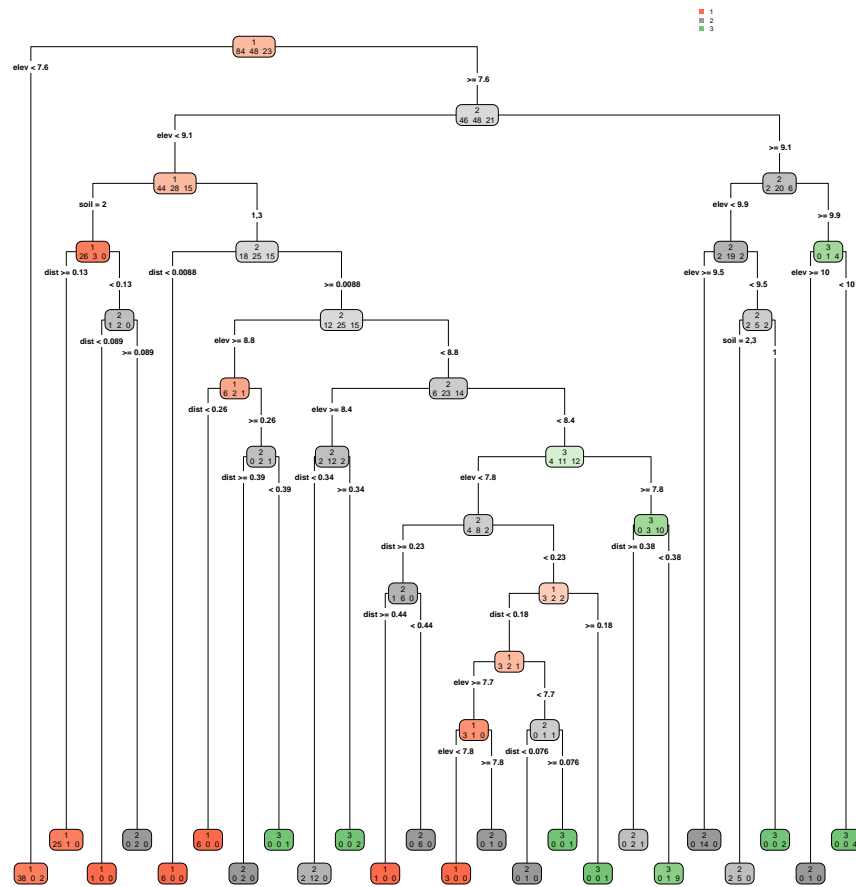 1
2
3
1
84 48 23
elev < 7.6
>= 7.6
2
46 48 21
elev < 9.1
>= 9.1
1
44 28 15
2
2 20 6
soil = 2
1,3
elev < 9.9
>= 9.9
1
26 3 0
2
18 25 15
2
2 19 2
3
0 1 4
dist >= 0.13
< 0.13
dist < 0.0088
>= 0.0088
elev >= 9.5
< 9.5
elev >= 10
< 10
2
1 2 0
2
12 25 15
2
2 5 2
dist < 0.089
>= 0.089
elev >= 8.8
< 8.8
soil = 2,3
1
1
6 2 1
2
6 23 14
dist < 0.26
>= 0.26
elev >= 8.4
< 8.4
2
0 2 1
2
2 12 2
3
4 11 12
dist >= 0.39
< 0.39
dist < 0.34
>= 0.34
elev < 7.8
>= 7.8
2
4 8 2
3
0 3 10
dist >= 0.23
< 0.23
dist >= 0.38
< 0.38
2
1 6 0
1
3 2 2
dist >= 0.44
< 0.44
dist < 0.18
>= 0.18
1
3 2 1
elev >= 7.7
< 7.7
1
3 1 0
2
0 1 1
elev < 7.8
>= 7.8
dist < 0.076
>= 0.076
1
25 1 0
2
0 2 0
1
6 0 0
3
0 0 1
3
0 0 2
2
0 6 0
2
0 1 0
3
0 0 1
2
0 2 1
2
0 14 0
3
0 0 2
3
0 0 4
1
38 0 2
1
1 0 0
1
6 0 0
2
0 2 0
2
2 12 0
1
1 0 0
1
3 0 0
2
0 1 0
3
0 0 1
3
0 1 9
2
2 5 0
2
0 1 0